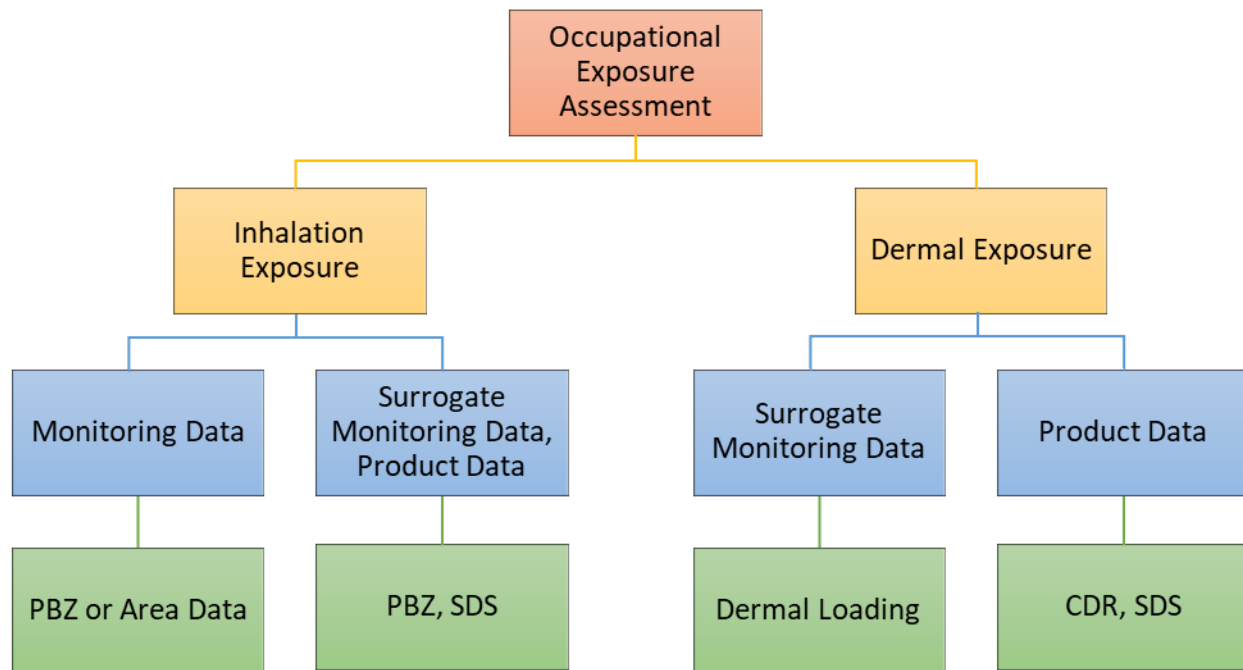 Occupational
Exposure
Assessment
Inhalation
Exposure
Dermal Exposure
Monitoring Data
Surrogate
Monitoring Data,
Product Data
Surrogate
Monitoring Data
Product Data
PBZ or Area Data
PBZ, SDS
Dermal Loading
CDR, SDS